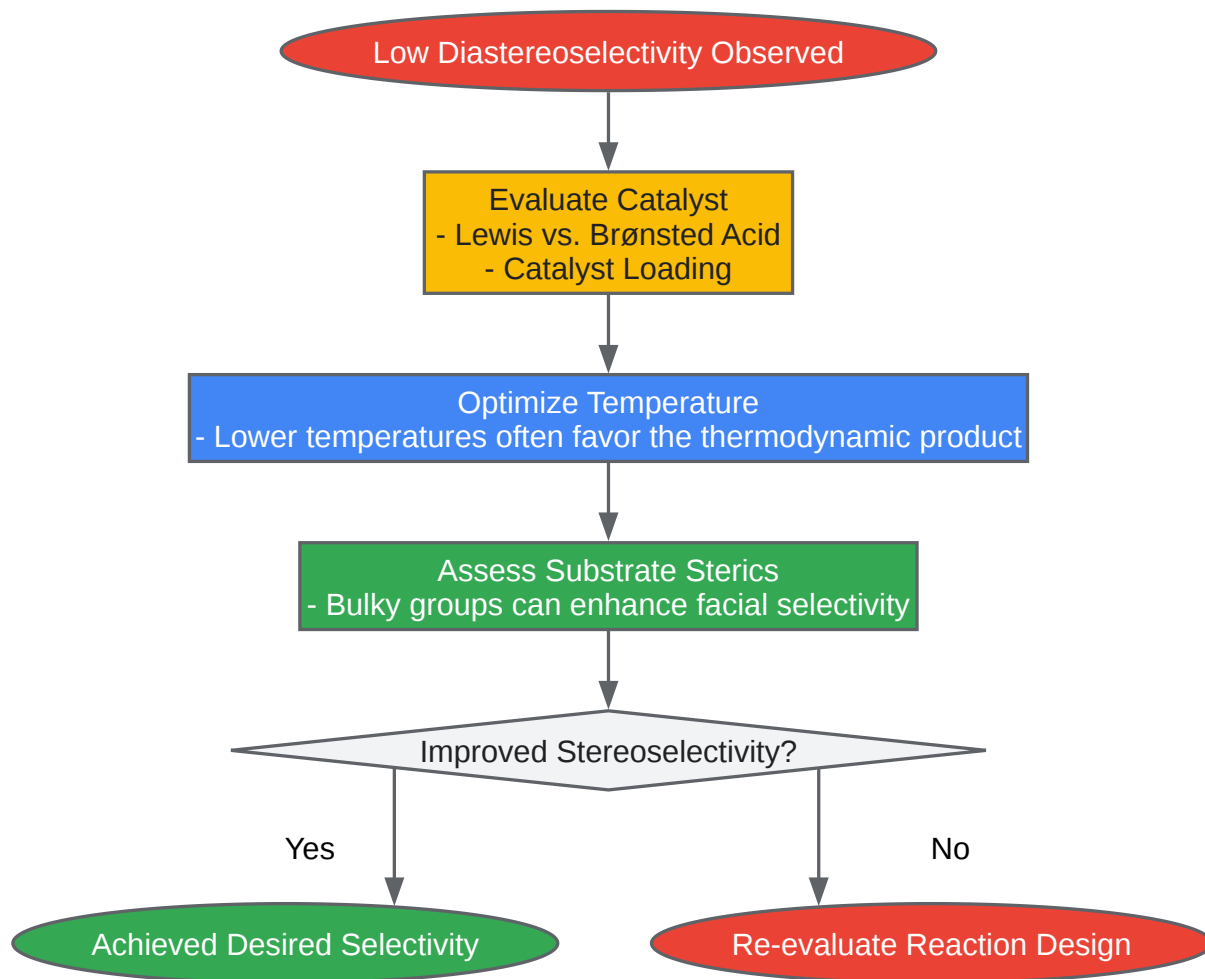 Low Diastereoselectivity Observed
Evaluate Catalyst
- Lewis vs. Brønsted Acid
- Catalyst Loading
Optimize Temperature
- Lower temperatures often favor the thermodynamic product
Assess Substrate Sterics
- Bulky groups can enhance facial selectivity
Improved Stereoselectivity?
Yes
No
Achieved Desired Selectivity
Re-evaluate Reaction Design